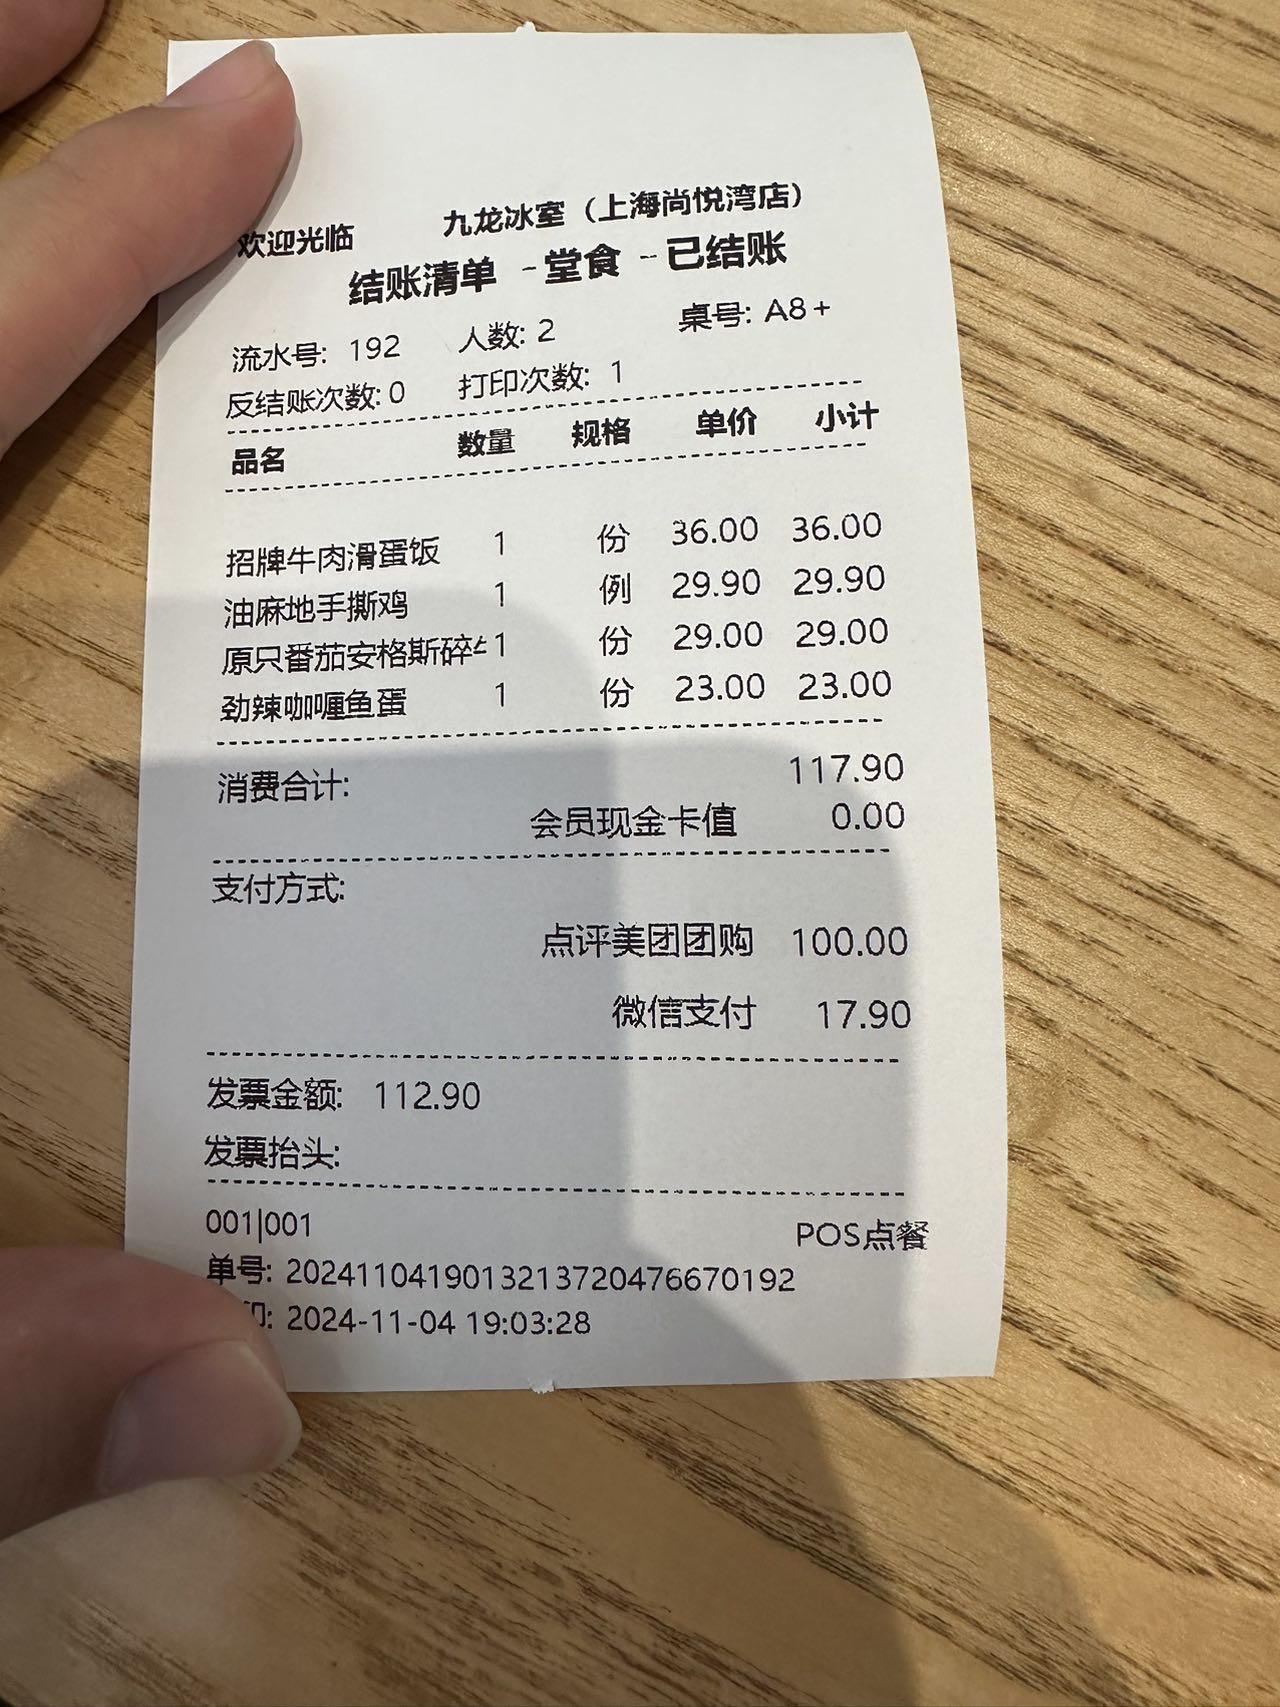 欢迎光临 九龙冰室（上海尚悦湾店）
结账清单 -堂食 -已结账
流水号: 192 人数: 2 桌号: A8+
反结账次数: 0 打印次数: 1
品名 数量 规格 单价 小计
招牌牛肉滑蛋饭 1 份 36.00 36.00
油麻地手撕鸡 1 例 29.90 29.90
原只番茄安格斯碎 1 份 29.00 29.00
劲辣咖喱鱼蛋 1 份 23.00 23.00
消费合计: 117.90
会员现金卡值 0.00
支付方式:
点评美团团购 100.00
微信支付 17.90
发票金额: 112.90
发票抬头:
001|001 POS点餐
单号: 2024110419013213720476670192
印: 2024-11-04 19:03:28